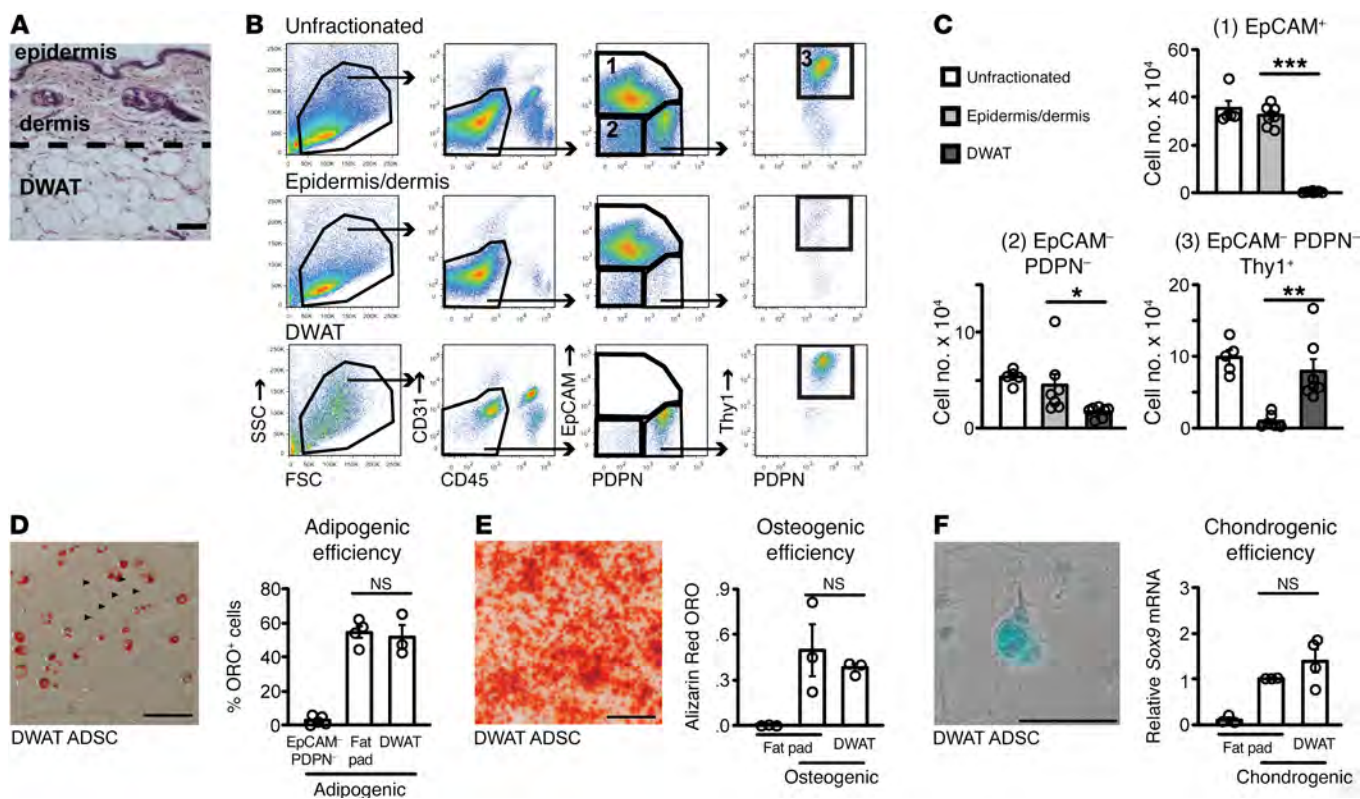 A
epidermis
dermis
DWAT
B
Unfractionated
1
2
3
Epidermis/dermis
DWAT
SSC
CD31
EpCAM
Thy1
FSC
CD45
PDPN
PDPN
C
Unfractionated
Epidermis/dermis
DWAT
(1) EpCAM⁺
Cell no. x 10⁴
60
40
20
0
***
(2) EpCAM⁻
PDPN⁻
Cell no. x 10⁴
10
0
*
(3) EpCAM⁻ PDPN⁻
Thy1⁺
Cell no. x 10⁴
20
10
0
**
D
DWAT ADSC
Adipogenic
efficiency
NS
% ORO⁺ cells
80
60
40
20
0
EpCAM⁻
PDPN⁻
Fat
pad
DWAT
Adipogenic
E
DWAT ADSC
Osteogenic
efficiency
NS
Alizarin Red ORO
.9
.6
.3
0
Fat pad
DWAT
Osteogenic
F
DWAT ADSC
Chondrogenic
efficiency
NS
Relative Sox9 mRNA
3
2
1
0
Fat pad
DWAT
Chondrogenic